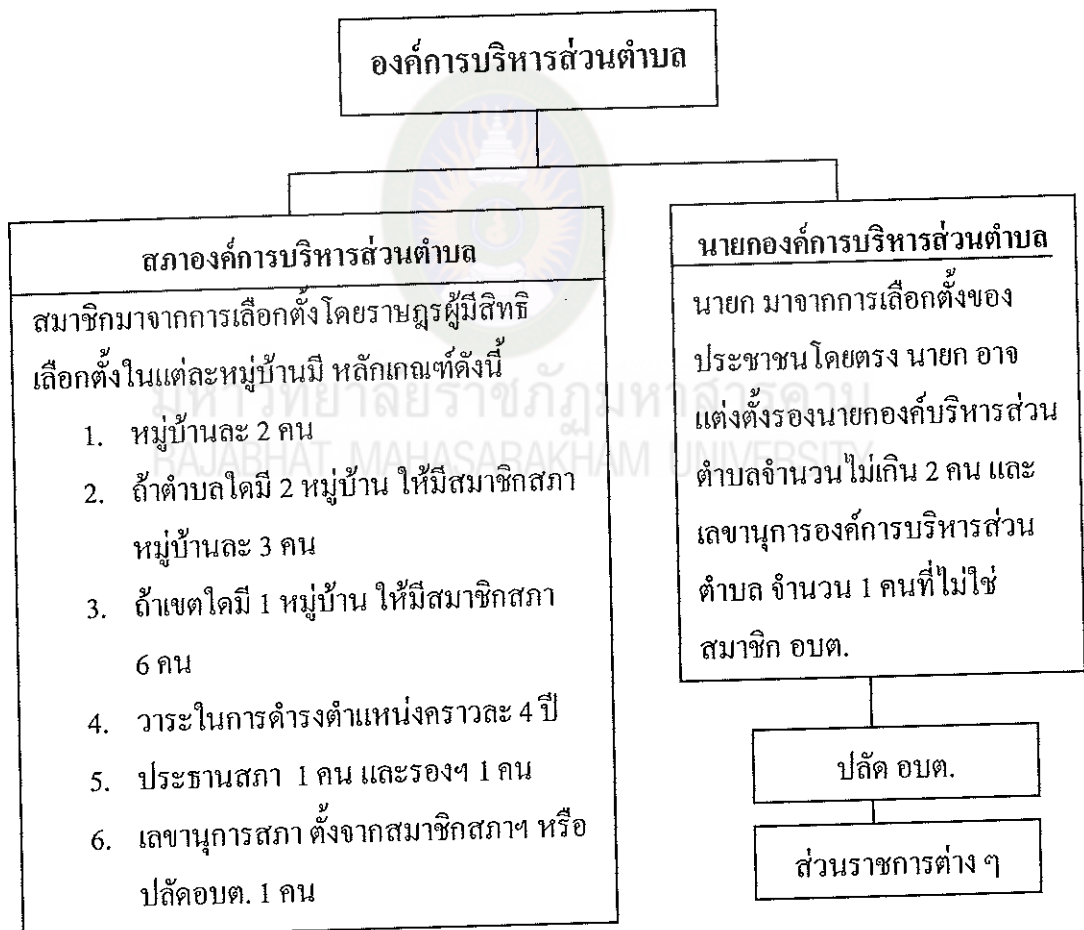 องค์การบริหารส่วนตำบล
สภาองค์การบริหารส่วนตำบล
สมาชิกมาจากการเลือกตั้งโดยราษฎรผู้มีสิทธิ
เลือกตั้งในแต่ละหมู่บ้านมี หลักเกณฑ์ดังนี้
1. หมู่บ้านละ 2 คน
2. ถ้าตำบลใดมี 2 หมู่บ้าน ให้มีสมาชิกสภา
หมู่บ้านละ 3 คน
3. ถ้าเขตใดมี 1 หมู่บ้าน ให้มีสมาชิกสภา
6 คน
4. วาระในการดำรงตำแหน่งคราวละ 4 ปี
5. ประธานสภา 1 คน และรองฯ 1 คน
6. เลขานุการสภา ตั้งจากสมาชิกสภาฯ หรือ
ปลัดอบต. 1 คน
นายกองค์การบริหารส่วนตำบล
นายก มาจากการเลือกตั้งของ
ประชาชนโดยตรง นายก อาจ
แต่งตั้งรองนายกองค์บริหารส่วน
ตำบลจำนวนไม่เกิน 2 คน และ
เลขานุการองค์การบริหารส่วน
ตำบล จำนวน 1 คนที่ไม่ใช่
สมาชิก อบต.
ปลัด อบต.
ส่วนราชการต่าง ๆ
มหาวิทยาลัยราชภัฏมหาสารคาม
RAJABHAT MAHASARAKHAM UNIVERSITY